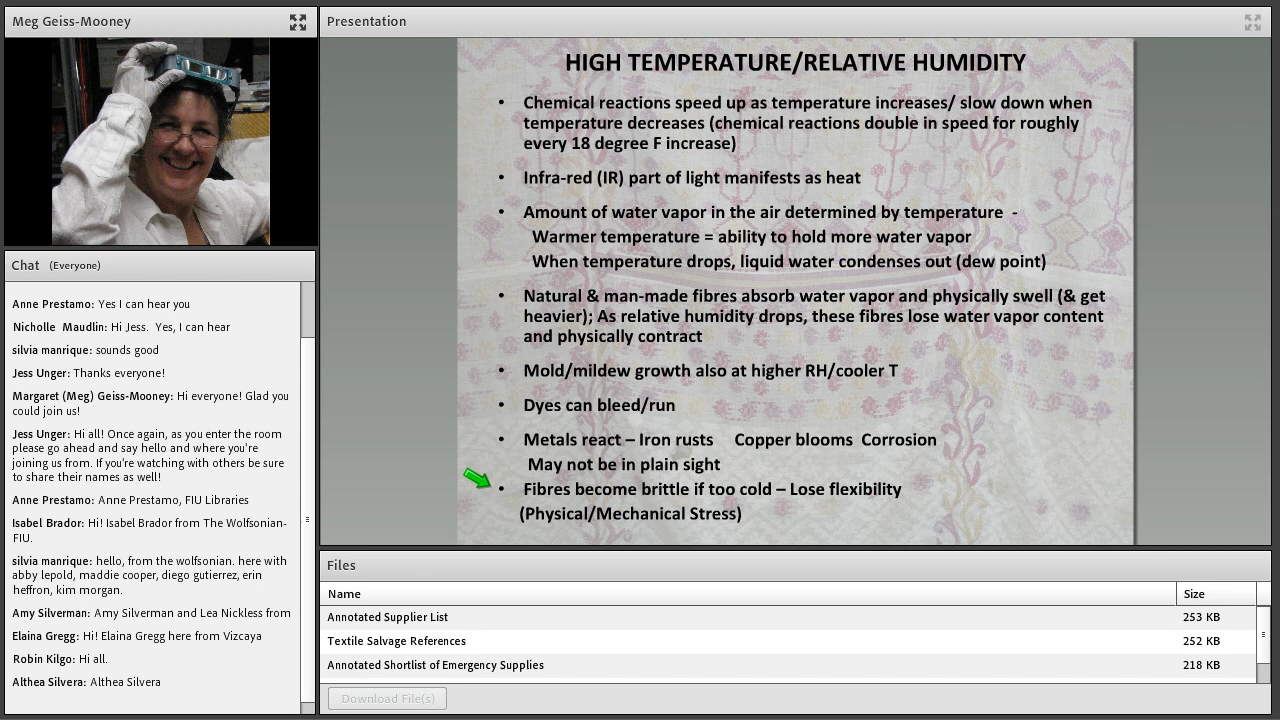 Meg Geiss-Mooney
Chat (Everyone)
Anne Prestamo: Yes I can hear you
Nicholle Maudlin: Hi Jess. Yes, I can hear
silvia manrique: sounds good
Jess Unger: Thanks everyone!
Margaret (Meg) Geiss-Mooney: Hi everyone! Glad you
could join us!
Jess Unger: Hi all! Once again, as you enter the room
please go ahead and say hello and where you're
joining us from. If you're watching with others be sure
to share their names as well!
Anne Prestamo: Anne Prestamo, FIU Libraries
Isabel Brador: Hi! Isabel Brador from The Wolfsonian-
FIU.
silvia manrique: hello, from the wolfsonian. here with
abby lepold, maddie cooper, diego gutierrez, erin
heffron, kim morgan.
Amy Silverman: Amy Silverman and Lea Nickless from
Elaina Gregg: Hi! Elaina Gregg here from Vizcaya
Robin Kilgo: Hi all.
Althea Silvera: Althea Silvera
Presentation
HIGH TEMPERATURE/RELATIVE HUMIDITY
• Chemical reactions speed up as temperature increases/ slow down when
temperature decreases (chemical reactions double in speed for roughly
every 18 degree F increase)
• Infra-red (IR) part of light manifests as heat
• Amount of water vapor in the air determined by temperature -
Warmer temperature = ability to hold more water vapor
When temperature drops, liquid water condenses out (dew point)
• Natural & man-made fibres absorb water vapor and physically swell (& get
heavier); As relative humidity drops, these fibres lose water vapor content
and physically contract
• Mold/mildew growth also at higher RH/cooler T
• Dyes can bleed/run
• Metals react – Iron rusts Copper blooms Corrosion
May not be in plain sight
• Fibres become brittle if too cold – Lose flexibility
(Physical/Mechanical Stress)
Files
Name Size
Annotated Supplier List 253 KB
Textile Salvage References 252 KB
Annotated Shortlist of Emergency Supplies 218 KB
Download File(s)